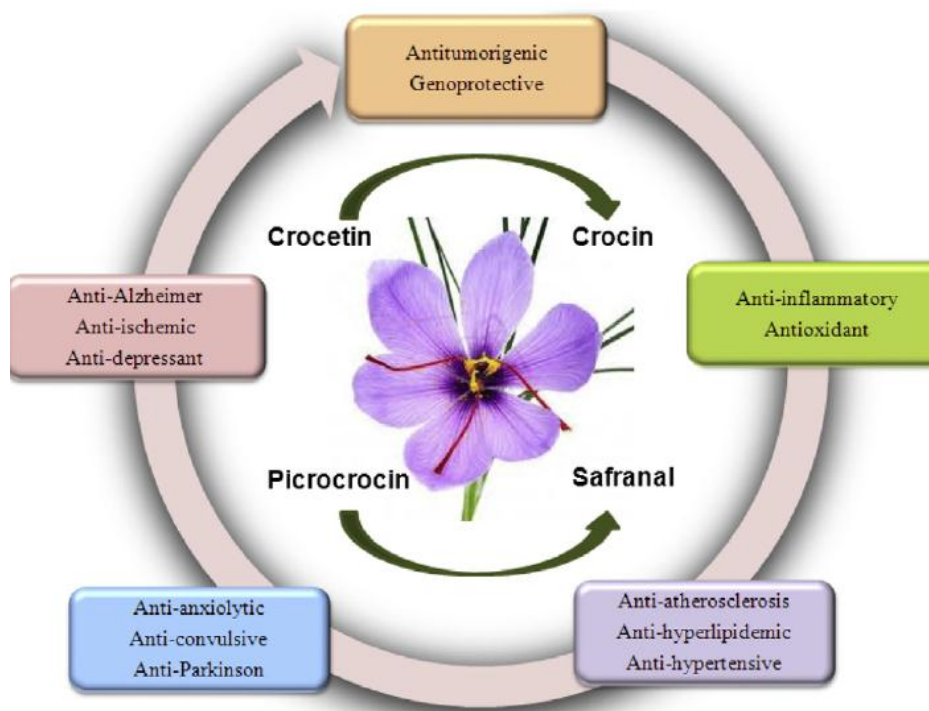 Antitumorigenic
Genoprotective
Crocetin
Crocin
Anti-Alzheimer
Anti-ischemic
Anti-depressant
Anti-inflammatory
Antioxidant
Picrocrocin
Safranal
Anti-anxiolytic
Anti-convulsive
Anti-Parkinson
Anti-atherosclerosis
Anti-hyperlipidemic
Anti-hypertensive